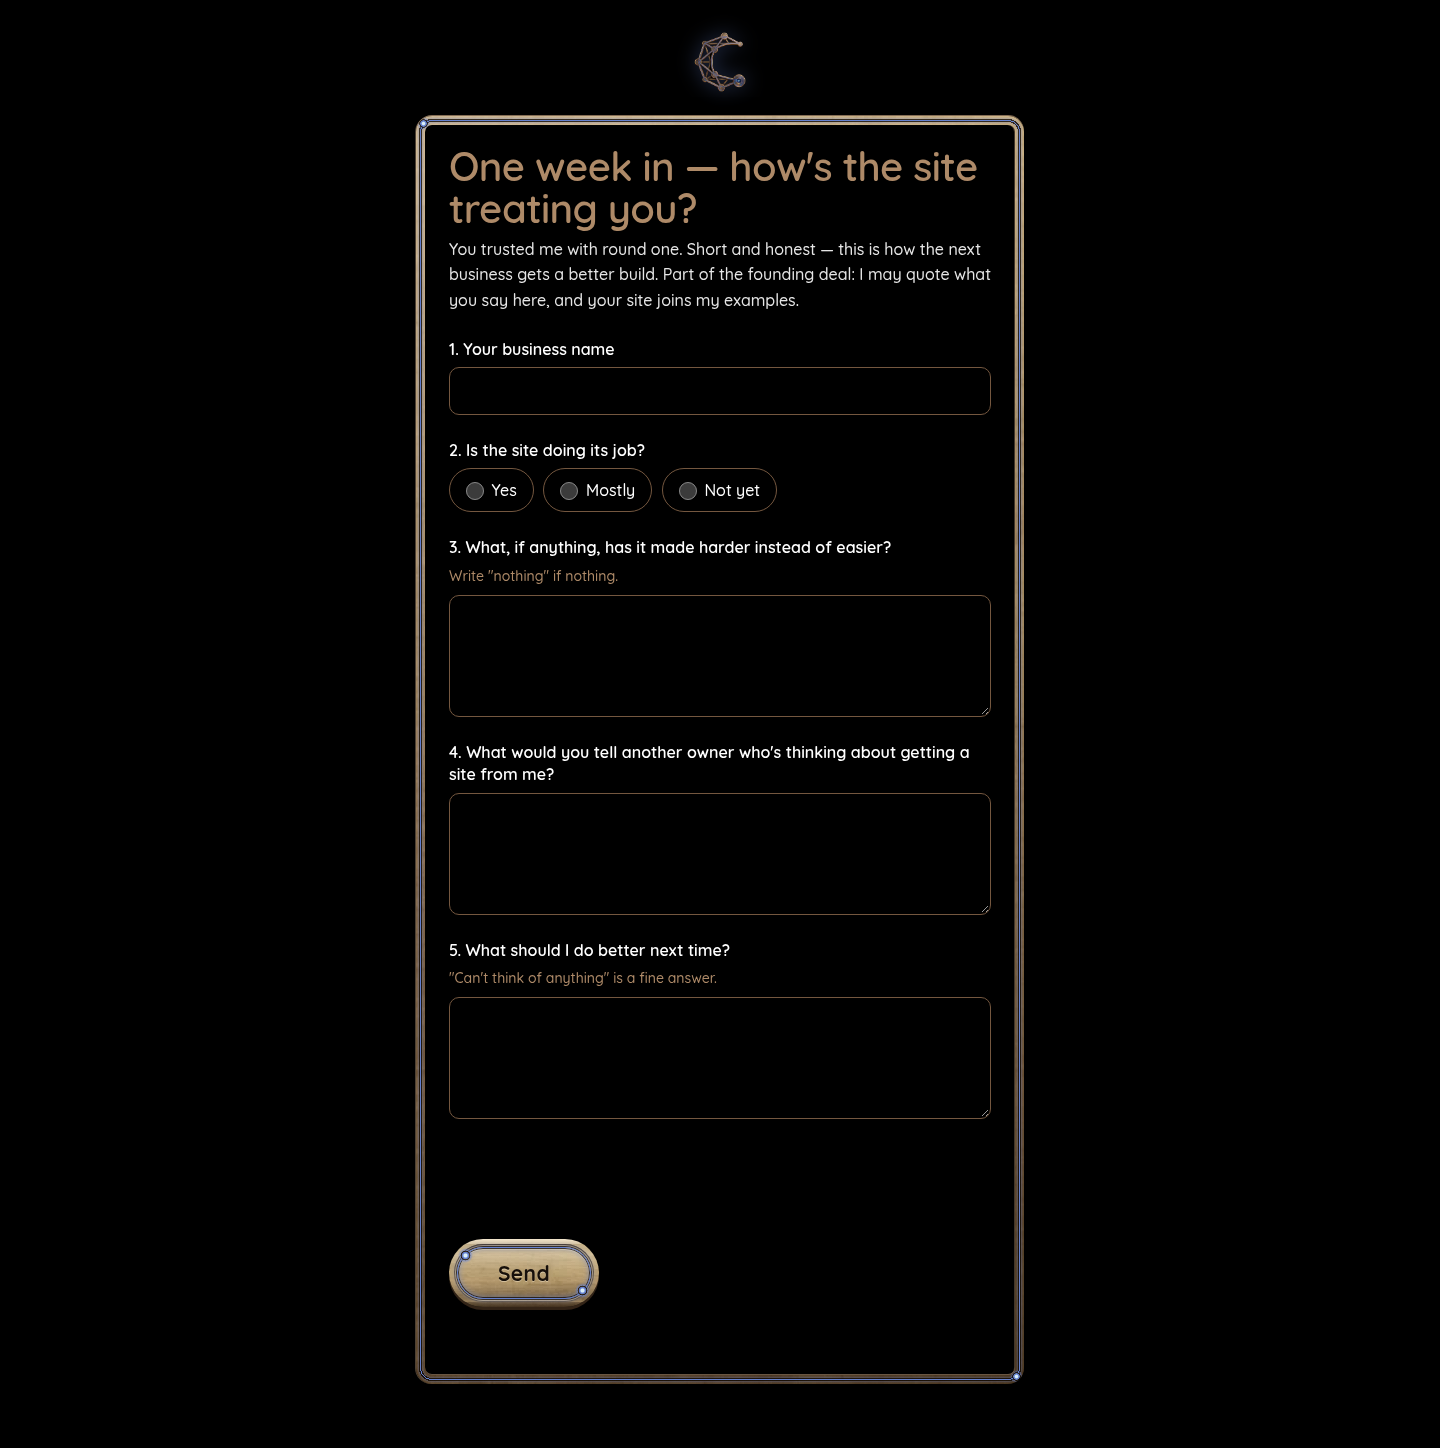 One week in — how's the site
treating you?
You trusted me with round one. Short and honest — this is how the next
business gets a better build. Part of the founding deal: I may quote what
you say here, and your site joins my examples.
1. Your business name
2. Is the site doing its job?
Yes
Mostly
Not yet
3. What, if anything, has it made harder instead of easier?
Write "nothing" if nothing.
4. What would you tell another owner who's thinking about getting a
site from me?
5. What should I do better next time?
"Can't think of anything" is a fine answer.
Send